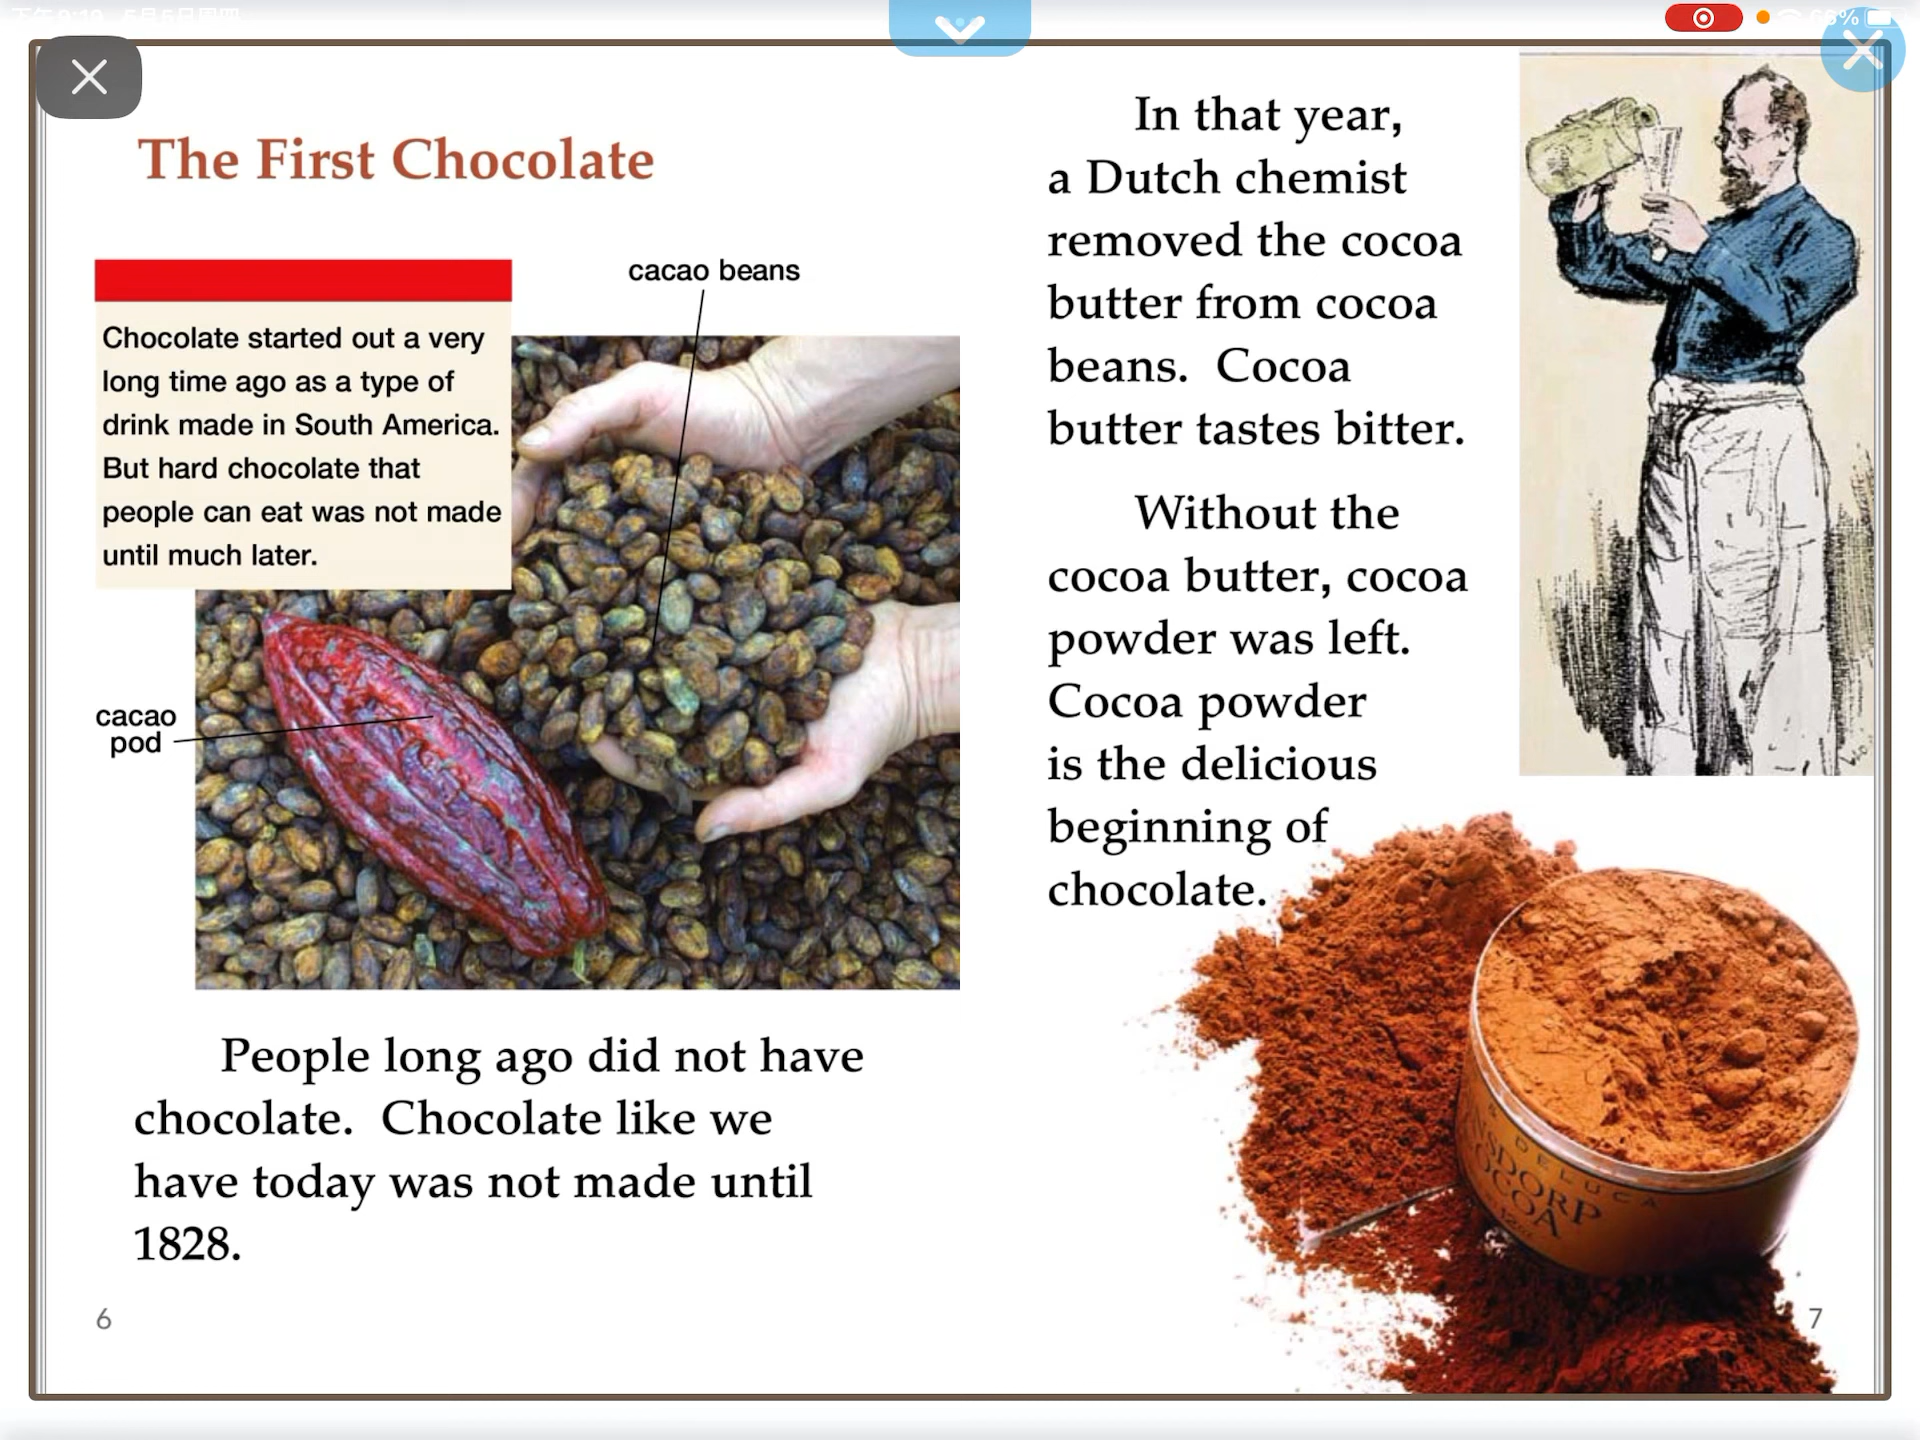 The First Chocolate
Chocolate started out a very
long time ago as a type of
drink made in South America.
But hard chocolate that
people can eat was not made
until much later.
cacao beans
cacao
pod
People long ago did not have
chocolate. Chocolate like we
have today was not made until
1828.
6
In that year,
a Dutch chemist
removed the cocoa
butter from cocoa
beans. Cocoa
butter tastes bitter.
Without the
cocoa butter, cocoa
powder was left.
Cocoa powder
is the delicious
beginning of
chocolate.
DELUCA
7